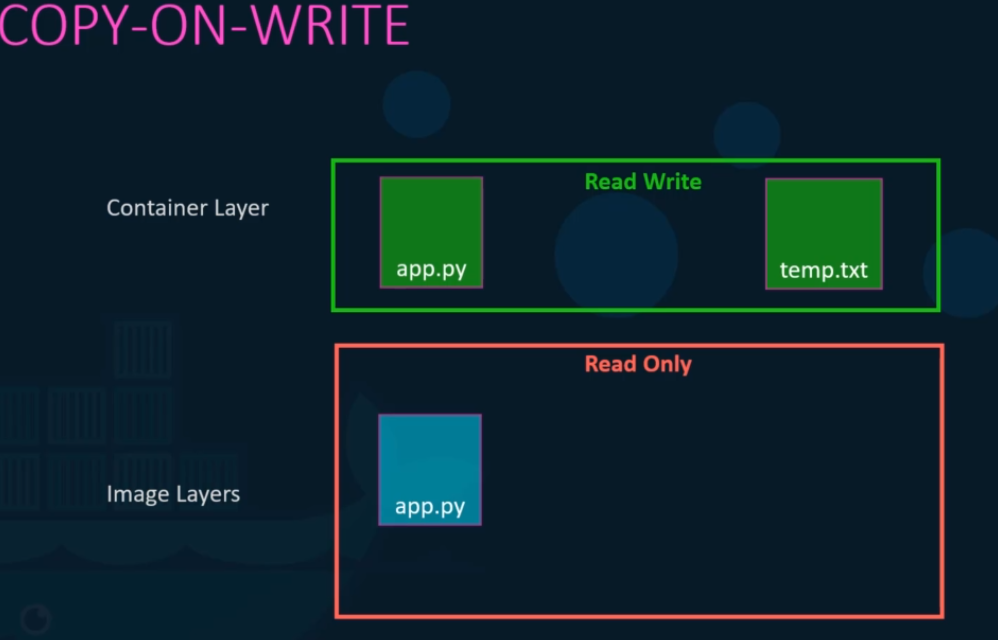 COPY-ON-WRITE
Read Write
Container Layer
app.py
temp.txt
Read Only
Image Layers
app.py